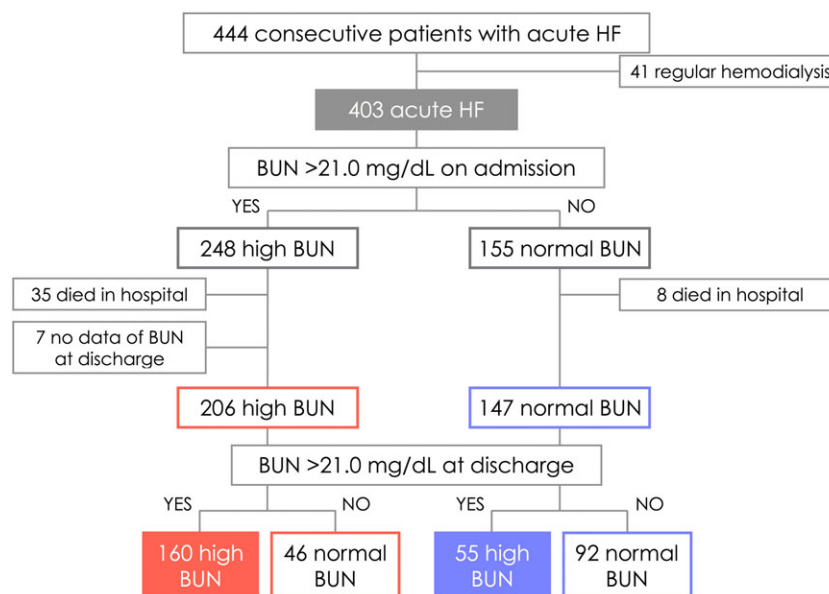 444 consecutive patients with acute HF
41 regular hemodialysis
403 acute HF
BUN >21.0 mg/dL on admission
YES
NO
248 high BUN
155 normal BUN
35 died in hospital
8 died in hospital
7 no data of BUN
at discharge
206 high BUN
147 normal BUN
BUN >21.0 mg/dL at discharge
YES
NO
YES
NO
160 high
BUN
46 normal
BUN
55 high
BUN
92 normal
BUN